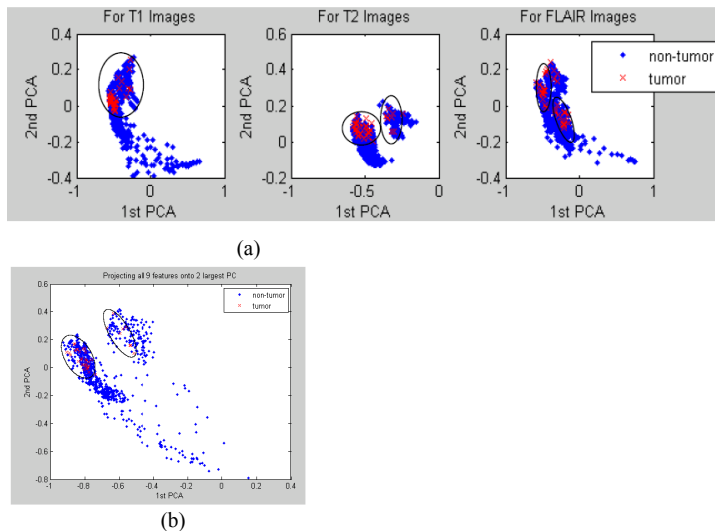 For T1 Images
For T2 Images
For FLAIR Images
0.4
0.2
0
-0.2
-0.4
-1
0
1
2nd PCA
1st PCA
0.6
0.4
0.2
0
-0.2
-1
-0.5
0
2nd PCA
1st PCA
0.4
0.2
0
-0.2
-0.4
-1
0
1
2nd PCA
1st PCA
non-tumor
tumor
(a)
Projecting all 9 features onto 2 largest PC
0.6
0.4
0.2
0
-0.2
-0.4
-0.6
-0.8
-1
-0.8
-0.6
-0.4
-0.2
0
0.2
0.4
2nd PCA
1st PCA
non-tumor
tumor
(b)